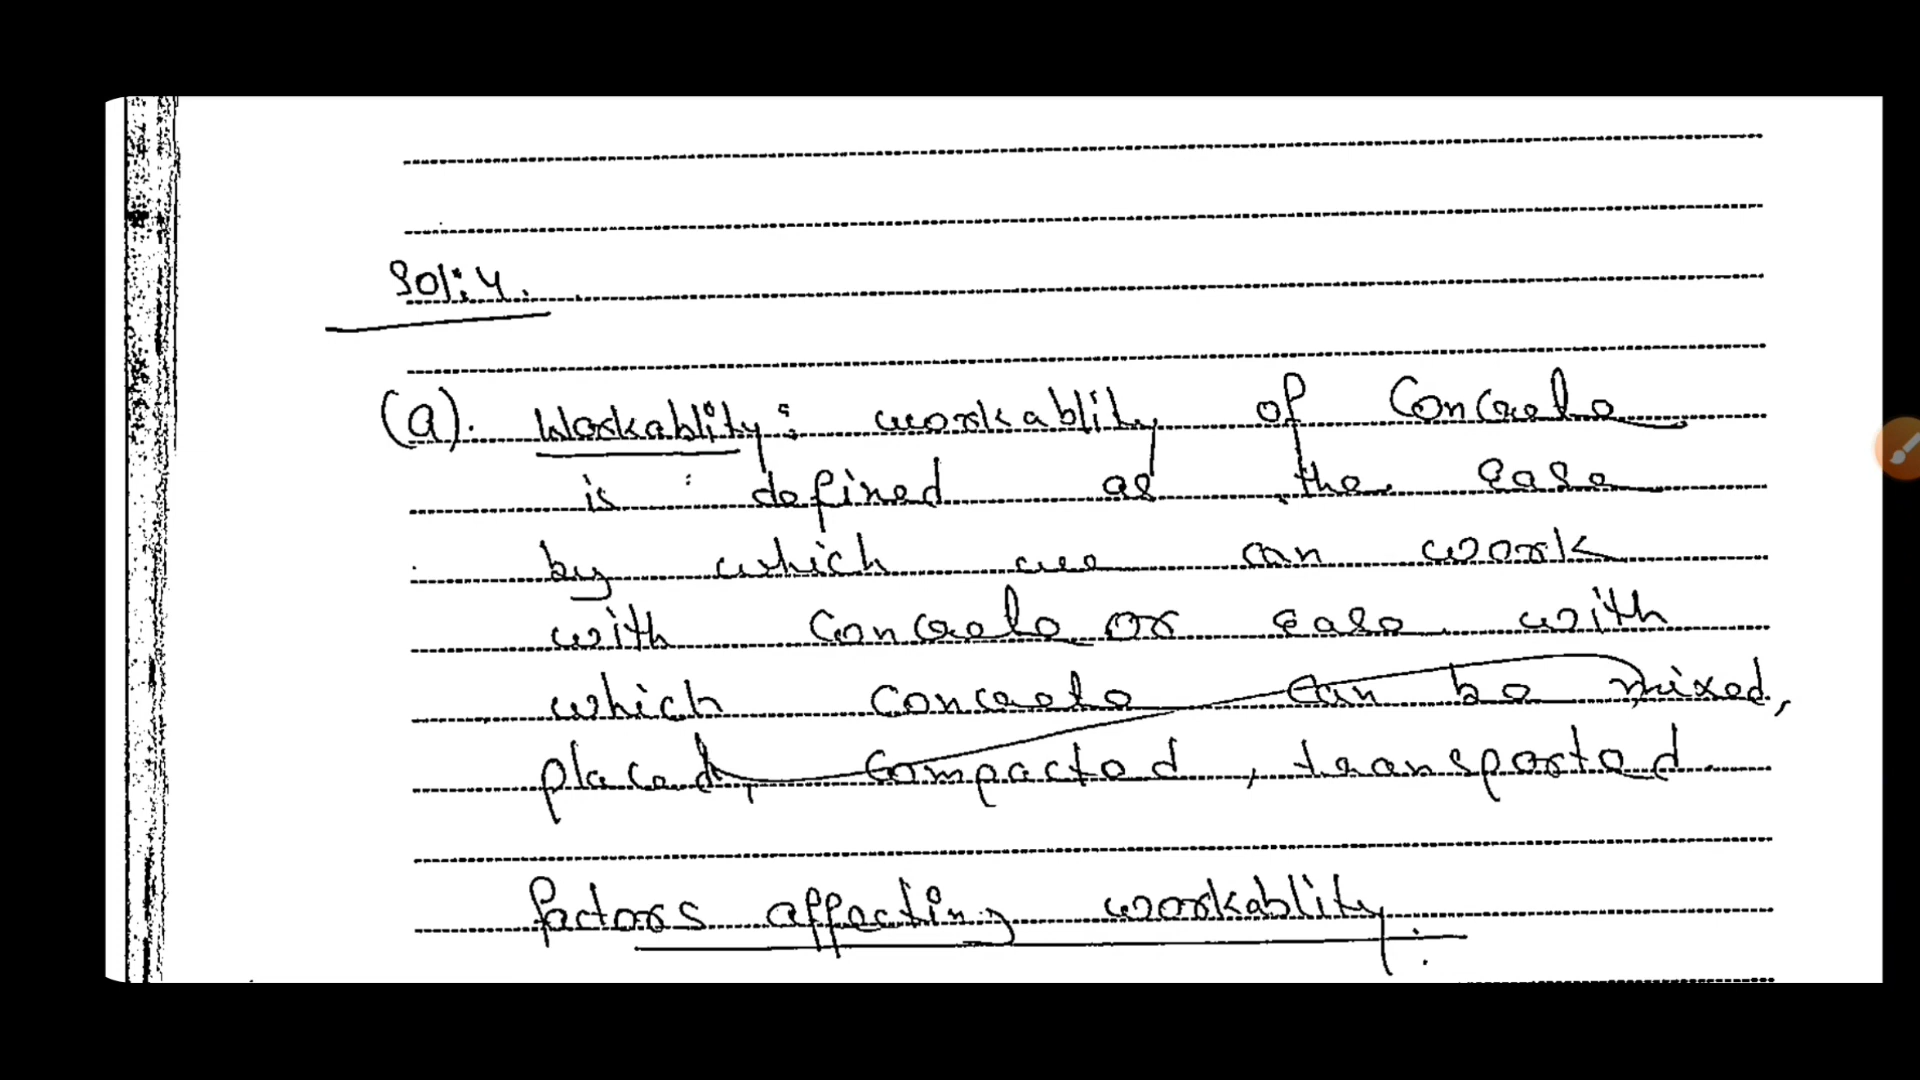 Sol:4.
(a). Workablity: workablity of Concrete
is defined as the ease
by which we can work
with Concrete or ease with
which concrete can be mixed,
placed, compacted, transported.
factors affecting workablity.